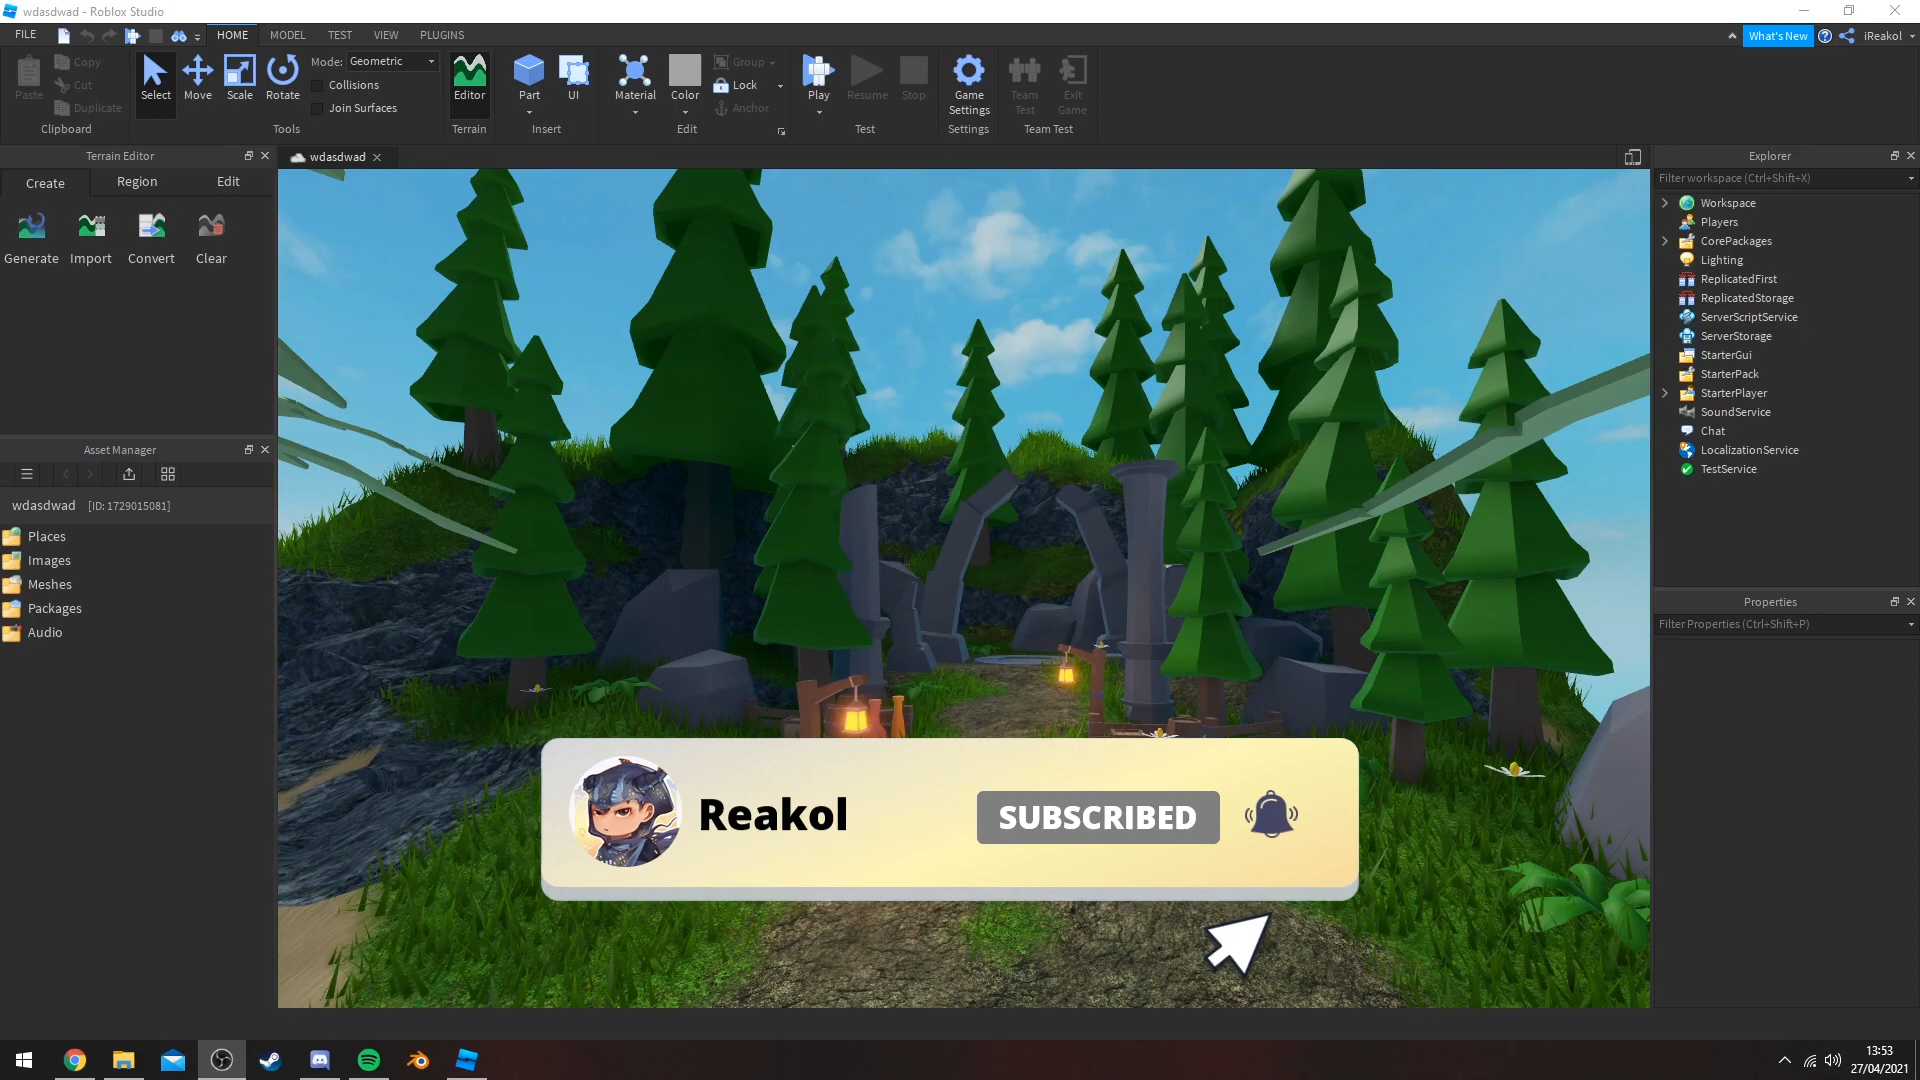 wdasdwad - Roblox Studio
FILE
HOME
MODEL
TEST
VIEW
PLUGINS
What's New
iReakol
Paste
Copy
Cut
Duplicate
Clipboard
Select
Move
Scale
Rotate
Mode:
Geometric
Collisions
Join Surfaces
Tools
Editor
Terrain
Part
UI
Insert
Material
Color
Group
Lock
Anchor
Edit
Play
Resume
Stop
Test
Game
Settings
Settings
Team
Test
Exit
Game
Team Test
Terrain Editor
Create
Region
Edit
Generate
Import
Convert
Clear
Asset Manager
wdasdwad
[ID: 1729015081]
Places
Images
Meshes
Packages
Audio
wdasdwad
Reakol
SUBSCRIBED
Explorer
Filter workspace (Ctrl+Shift+X)
Workspace
Players
CorePackages
Lighting
ReplicatedFirst
ReplicatedStorage
ServerScriptService
ServerStorage
StarterGui
StarterPack
StarterPlayer
SoundService
Chat
LocalizationService
TestService
Properties
Filter Properties (Ctrl+Shift+P)
13:53
27/04/2021